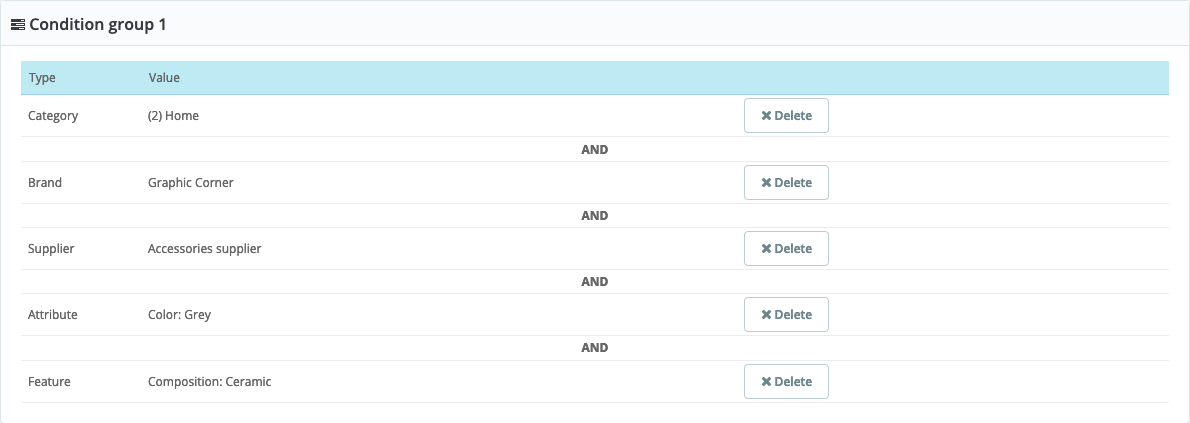 Condition group 1
Type Value
Category (2) Home Delete
AND
Brand Graphic Corner Delete
AND
Supplier Accessories supplier Delete
AND
Attribute Color: Grey Delete
AND
Feature Composition: Ceramic Delete